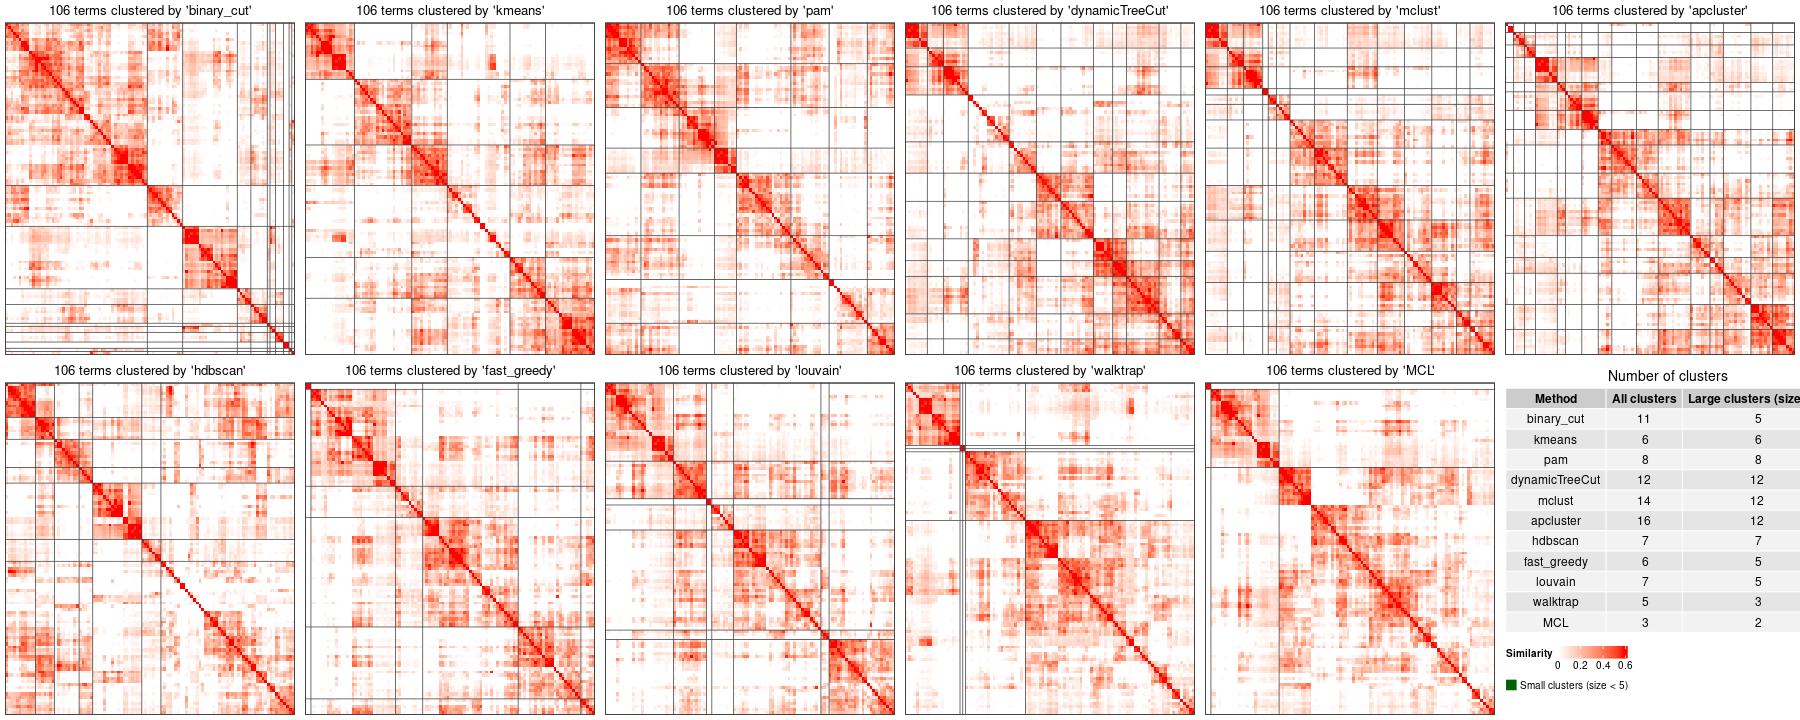 106 terms clustered by 'binary_cut'
106 terms clustered by 'kmeans'
106 terms clustered by 'pam'
106 terms clustered by 'dynamicTreeCut'
106 terms clustered by 'mclust'
106 terms clustered by 'apcluster'
106 terms clustered by 'hdbscan'
106 terms clustered by 'fast_greedy'
106 terms clustered by 'louvain'
106 terms clustered by 'walktrap'
106 terms clustered by 'MCL'
Number of clusters
Method All clusters Large clusters (size
binary_cut 11 5
kmeans 6 6
pam 8 8
dynamicTreeCut 12 12
mclust 14 12
apcluster 16 12
hdbscan 7 7
fast_greedy 6 5
louvain 7 5
walktrap 5 3
MCL 3 2
Similarity
0 0.2 0.4 0.6
Small clusters (size < 5)